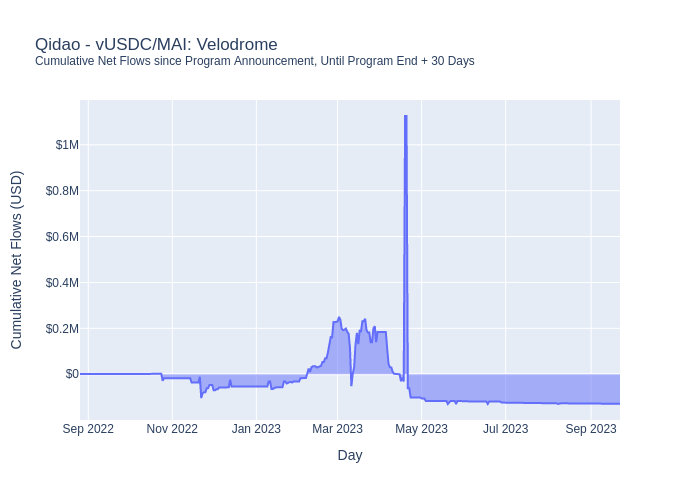 Qidao - vUSDC/MAI: Velodrome
Cumulative Net Flows since Program Announcement, Until Program End + 30 Days
Cumulative Net Flows (USD)
$1M
$0.8M
$0.6M
$0.4M
$0.2M
$0
Sep 2022 Nov 2022 Jan 2023 Mar 2023 May 2023 Jul 2023 Sep 2023
Day